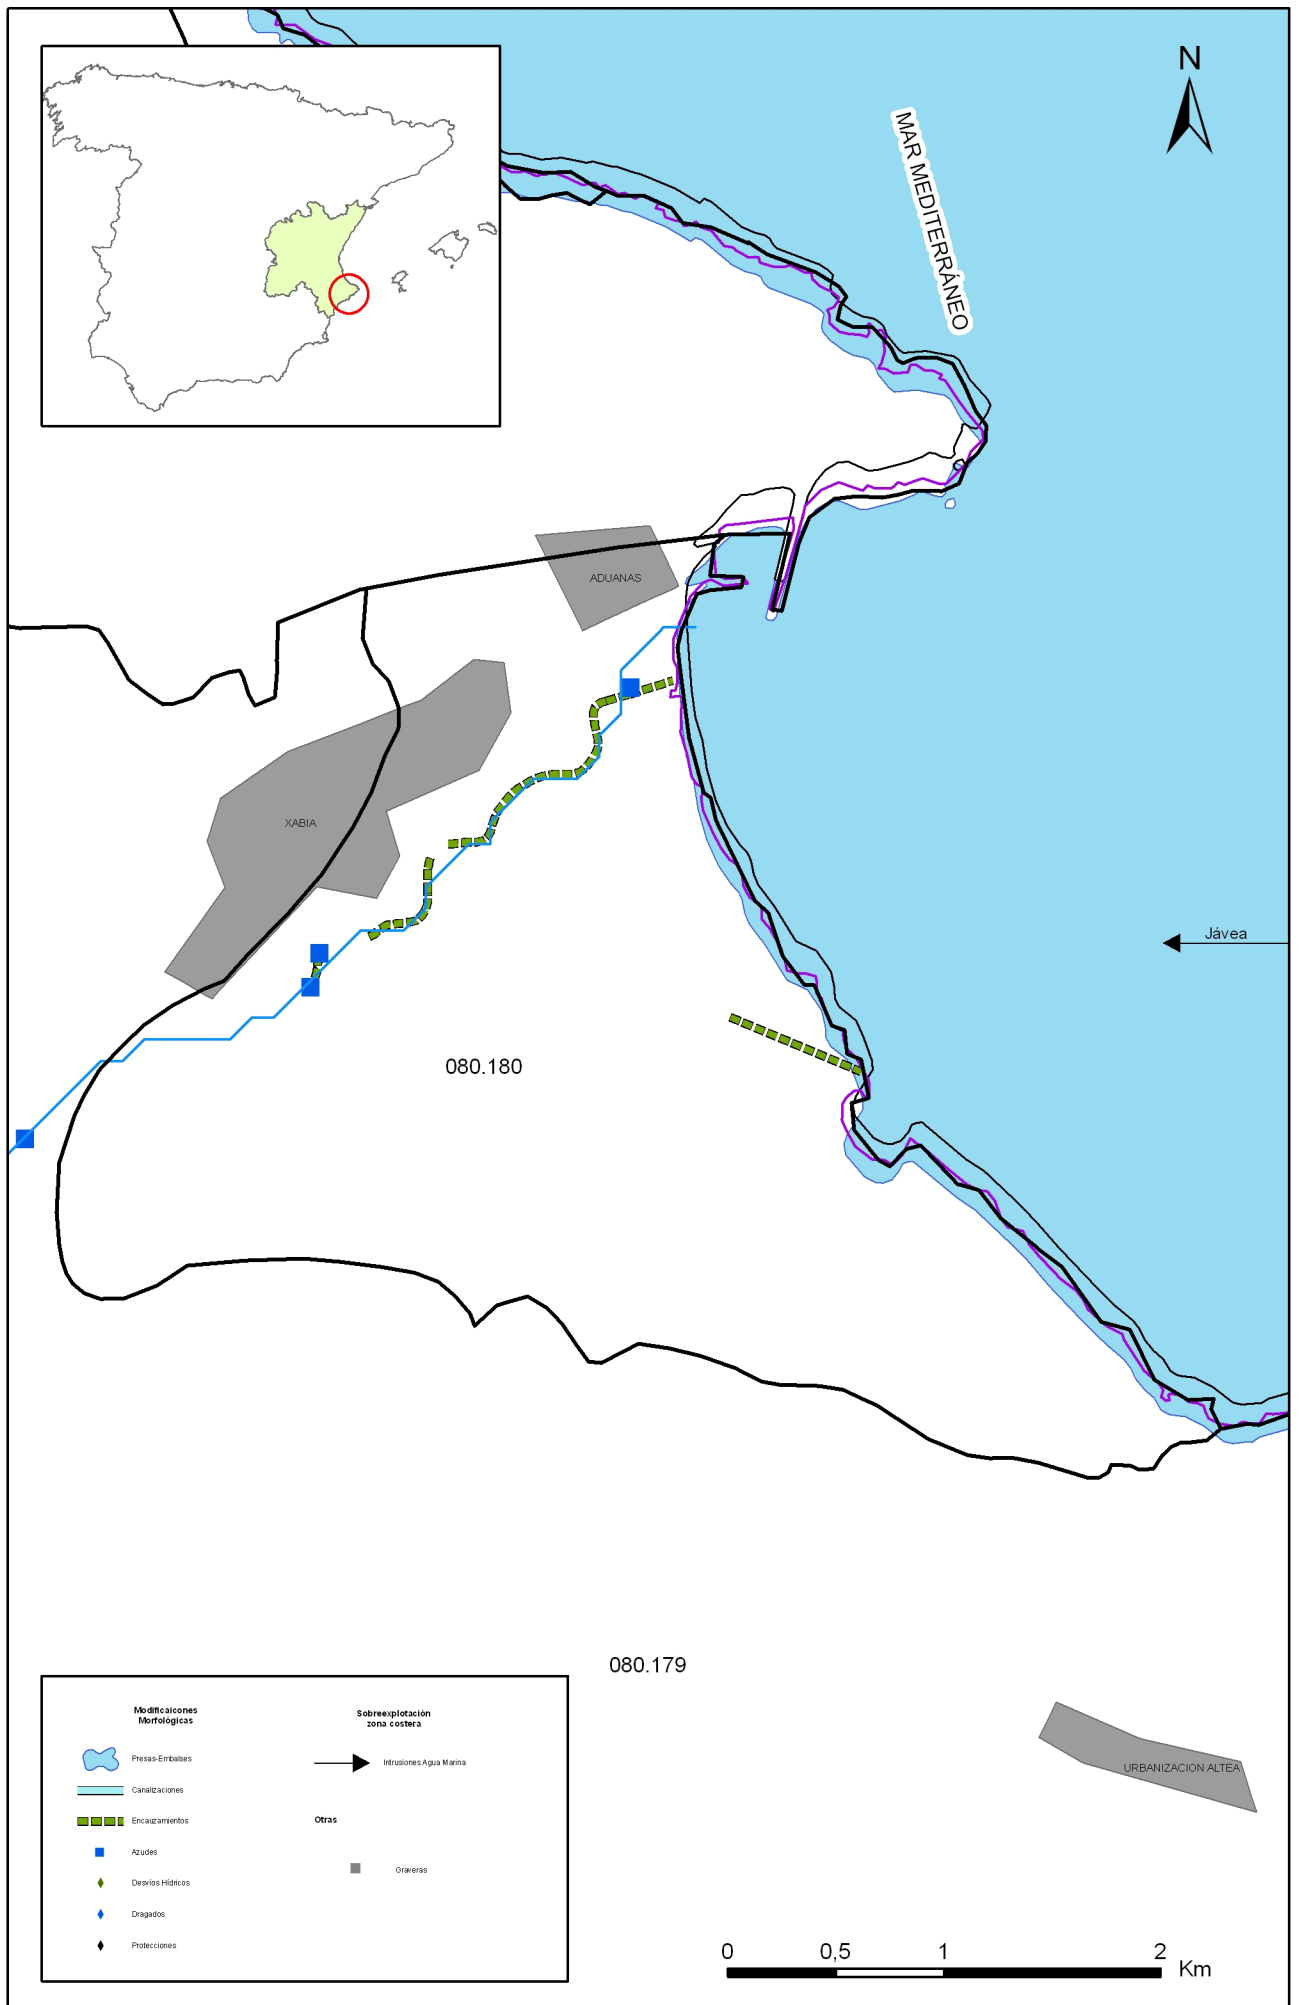 N
MAR MEDITERRÁNEO
ADUANAS
XABIA
Jávea
080.180
080.179
URBANIZACION ALTEA
Modificaicones
Morfológicas
Presas-Embalses
Canalizaciones
Encauzamientos
Azudes
Desvíos Hídricos
Dragados
Protecciones
Sobreexplotación
zona costera
Intrusiones Agua Marina
Otras
Graveras
0 0,5 1 2 Km